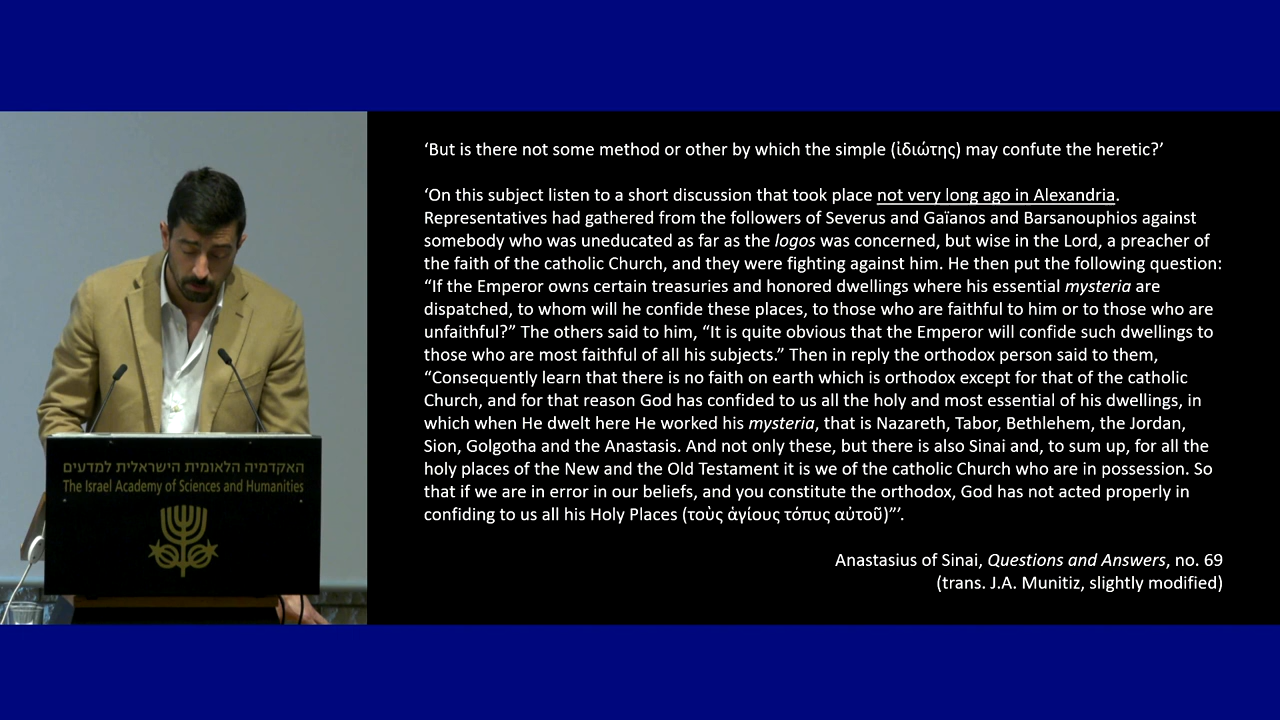 ‘But is there not some method or other by which the simple (ἰδιώτης) may confute the heretic?’
‘On this subject listen to a short discussion that took place not very long ago in Alexandria.
Representatives had gathered from the followers of Severus and Gaïanos and Barsanouphios against
somebody who was uneducated as far as the logos was concerned, but wise in the Lord, a preacher of
the faith of the catholic Church, and they were fighting against him. He then put the following question:
“If the Emperor owns certain treasuries and honored dwellings where his essential mysteria are
dispatched, to whom will he confide these places, to those who are faithful to him or to those who are
unfaithful?” The others said to him, “It is quite obvious that the Emperor will confide such dwellings to
those who are most faithful of all his subjects.” Then in reply the orthodox person said to them,
“Consequently learn that there is no faith on earth which is orthodox except for that of the catholic
Church, and for that reason God has confided to us all the holy and most essential of his dwellings, in
which when He dwelt here He worked his mysteria, that is Nazareth, Tabor, Bethlehem, the Jordan,
Sion, Golgotha and the Anastasis. And not only these, but there is also Sinai and, to sum up, for all the
holy places of the New and the Old Testament it is we of the catholic Church who are in possession. So
that if we are in error in our beliefs, and you constitute the orthodox, God has not acted properly in
confiding to us all his Holy Places (τοὺς ἁγίους τόπυς αὐτοῦ)”’.
Anastasius of Sinai, Questions and Answers, no. 69
(trans. J.A. Munitiz, slightly modified)
האקדמיה הלאומית הישראלית למדעים
The Israel Academy of Sciences and Humanities